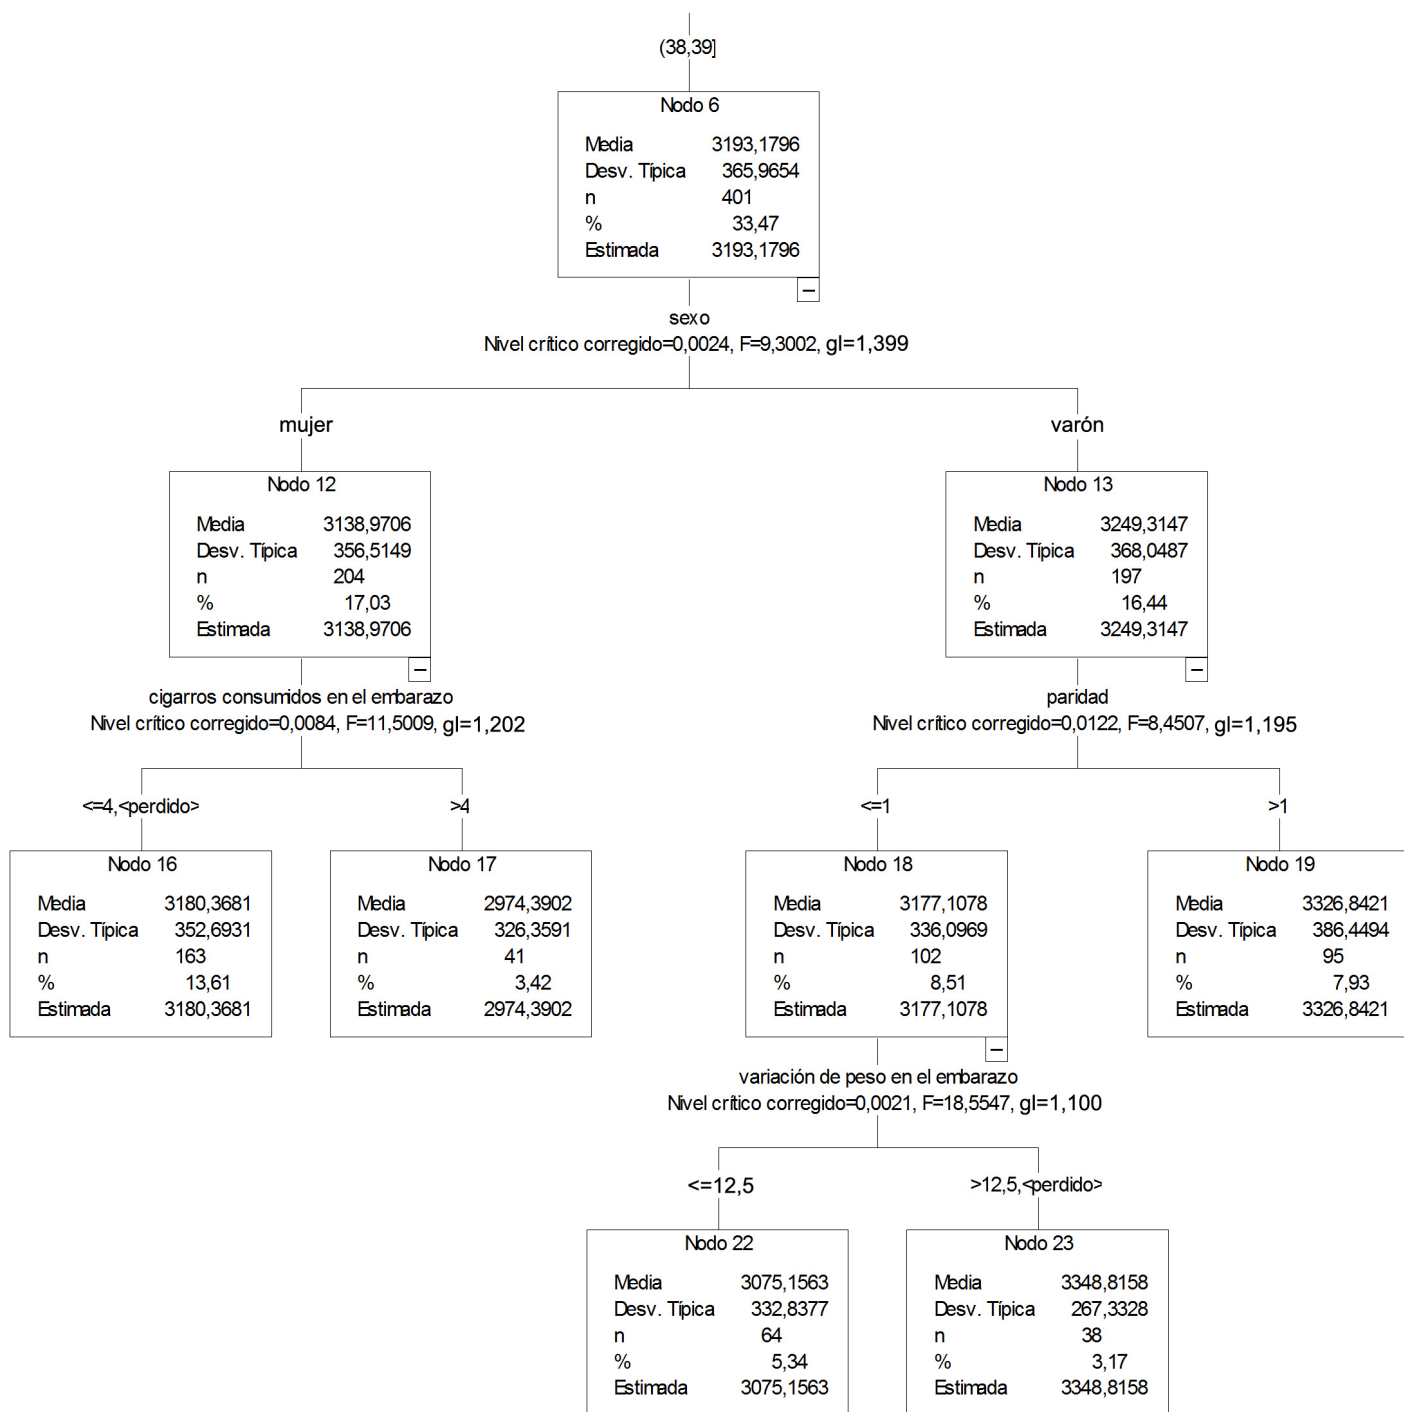 (38,39]
Nodo 6
Media 3193,1796
Desv. Típica 365,9654
n 401
% 33,47
Estimada 3193,1796
sexo
Nivel crítico corregido=0,0024, F=9,3002, gl=1,399
mujer
varón
Nodo 12
Media 3138,9706
Desv. Típica 356,5149
n 204
% 17,03
Estimada 3138,9706
Nodo 13
Media 3249,3147
Desv. Típica 368,0487
n 197
% 16,44
Estimada 3249,3147
cigarros consumidos en el embarazo
Nivel crítico corregido=0,0084, F=11,5009, gl=1,202
paridad
Nivel crítico corregido=0,0122, F=8,4507, gl=1,195
<=4,<perdido>
>4
<=1
>1
Nodo 16
Media 3180,3681
Desv. Típica 352,6931
n 163
% 13,61
Estimada 3180,3681
Nodo 17
Media 2974,3902
Desv. Típica 326,3591
n 41
% 3,42
Estimada 2974,3902
Nodo 18
Media 3177,1078
Desv. Típica 336,0969
n 102
% 8,51
Estimada 3177,1078
Nodo 19
Media 3326,8421
Desv. Típica 386,4494
n 95
% 7,93
Estimada 3326,8421
variación de peso en el embarazo
Nivel crítico corregido=0,0021, F=18,5547, gl=1,100
<=12,5
>12,5,<perdido>
Nodo 22
Media 3075,1563
Desv. Típica 332,8377
n 64
% 5,34
Estimada 3075,1563
Nodo 23
Media 3348,8158
Desv. Típica 267,3328
n 38
% 3,17
Estimada 3348,8158